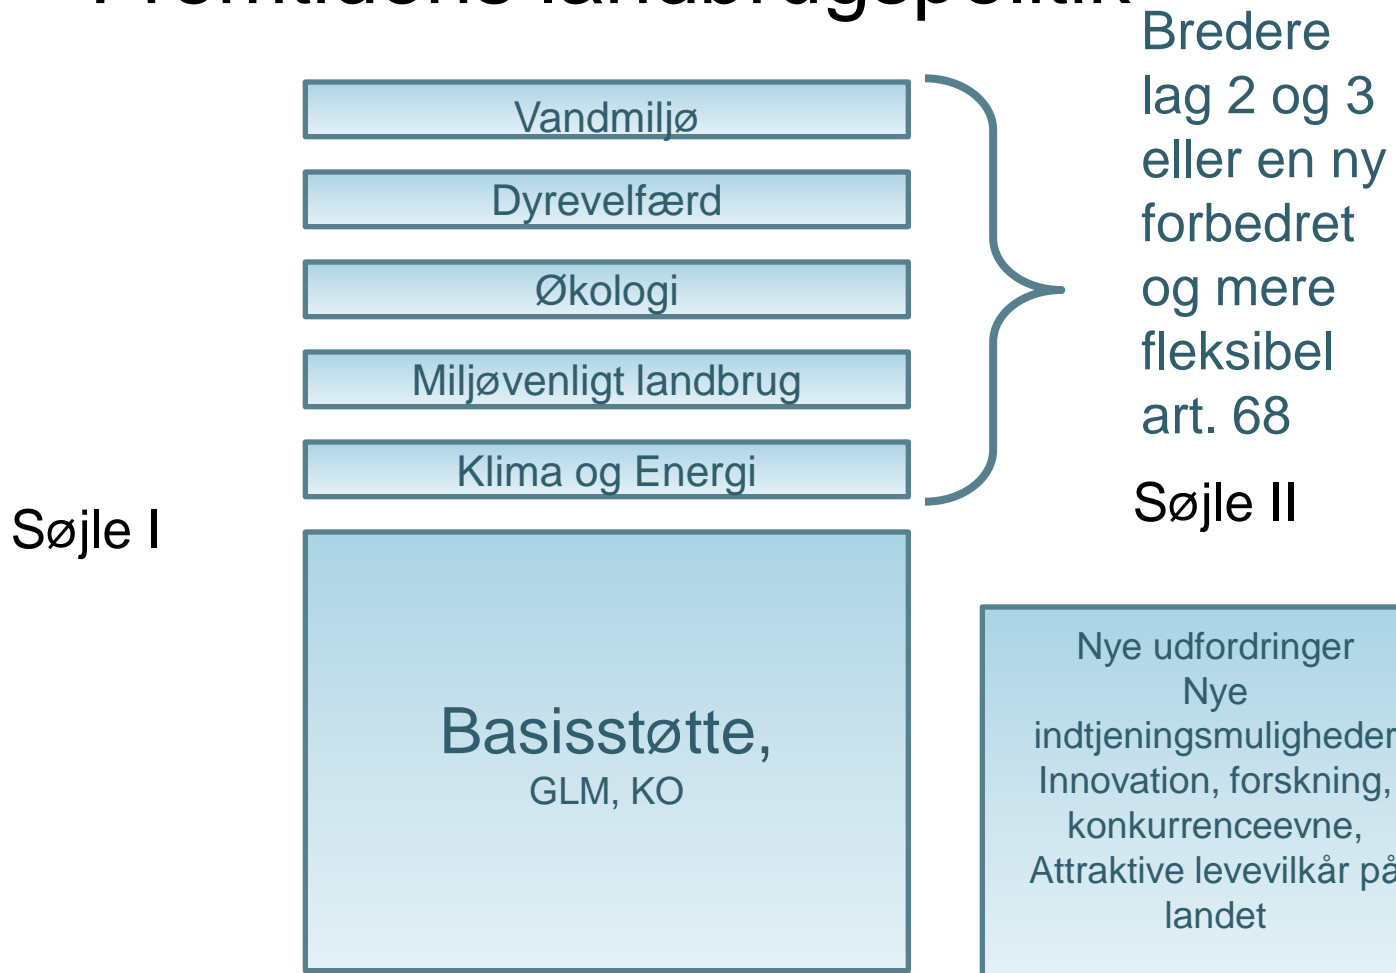 Fremtidens landbrugspolitik
Bredere
lag 2 og 3
eller en ny
forbedret
og mere
fleksibel
art. 68
Vandmiljø
Dyrevelfærd
Økologi
Miljøvenligt landbrug
Klima og Energi
Søjle I
Søjle II
Basisstøtte,
GLM, KO
Nye udfordringer
Nye
indtjeningsmuligheder
Innovation, forskning,
konkurrenceevne,
Attraktive levevilkår på
landet